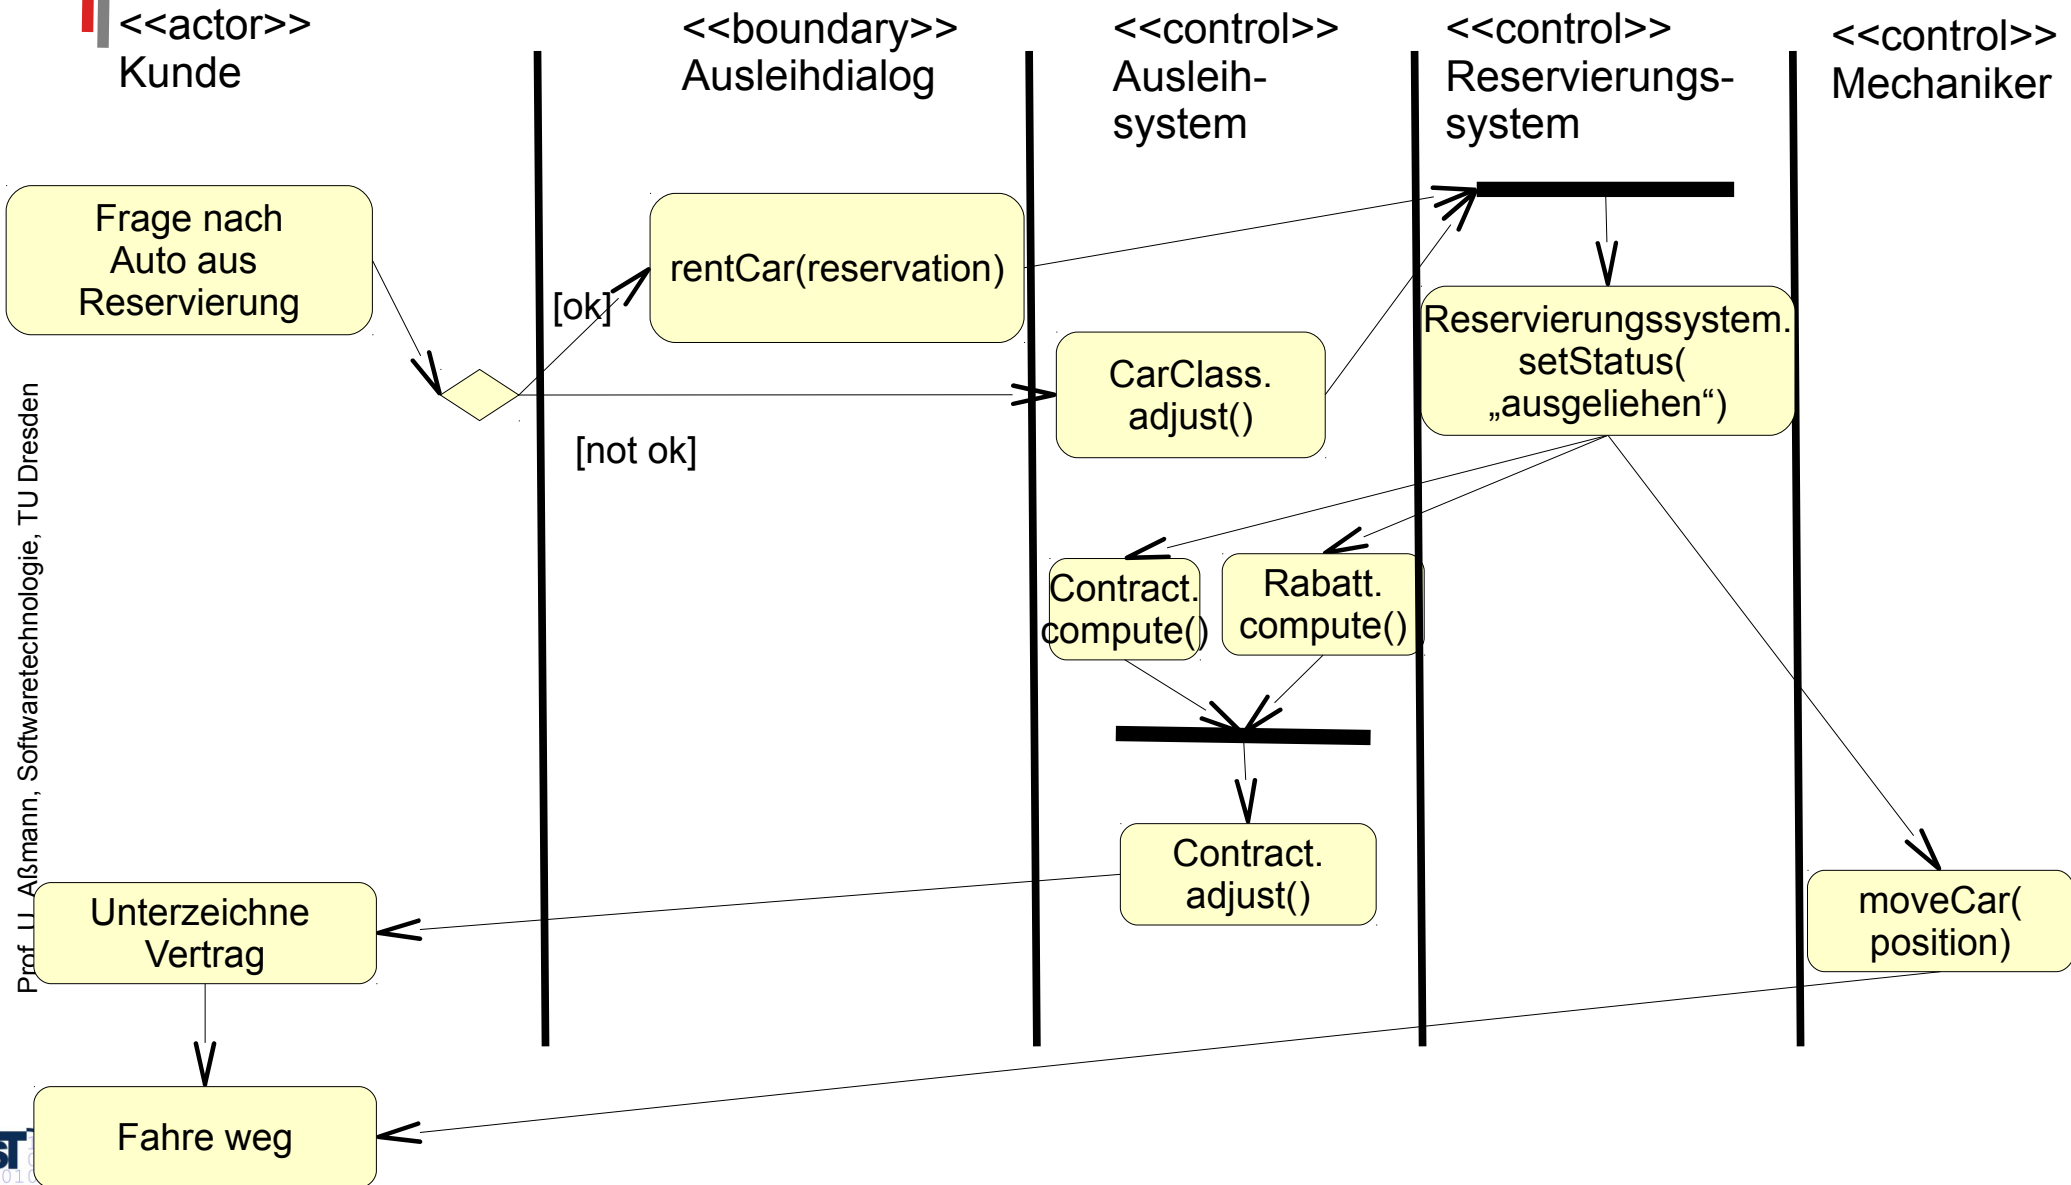 <<actor>>
Kunde
<<boundary>>
Ausleihdialog
<<control>>
Ausleih-
system
<<control>>
Reservierungs-
system
<<control>>
Mechaniker
Frage nach
Auto aus
Reservierung
[ok]
rentCar(reservation)
[not ok]
CarClass.
adjust()
Reservierungssystem.
setStatus(
„ausgeliehen“)
Contract.
compute()
Rabatt.
compute()
Contract.
adjust()
moveCar(
position)
Unterzeichne
Vertrag
Fahre weg
Prof. U. Aßmann, Softwaretechnologie, TU Dresden